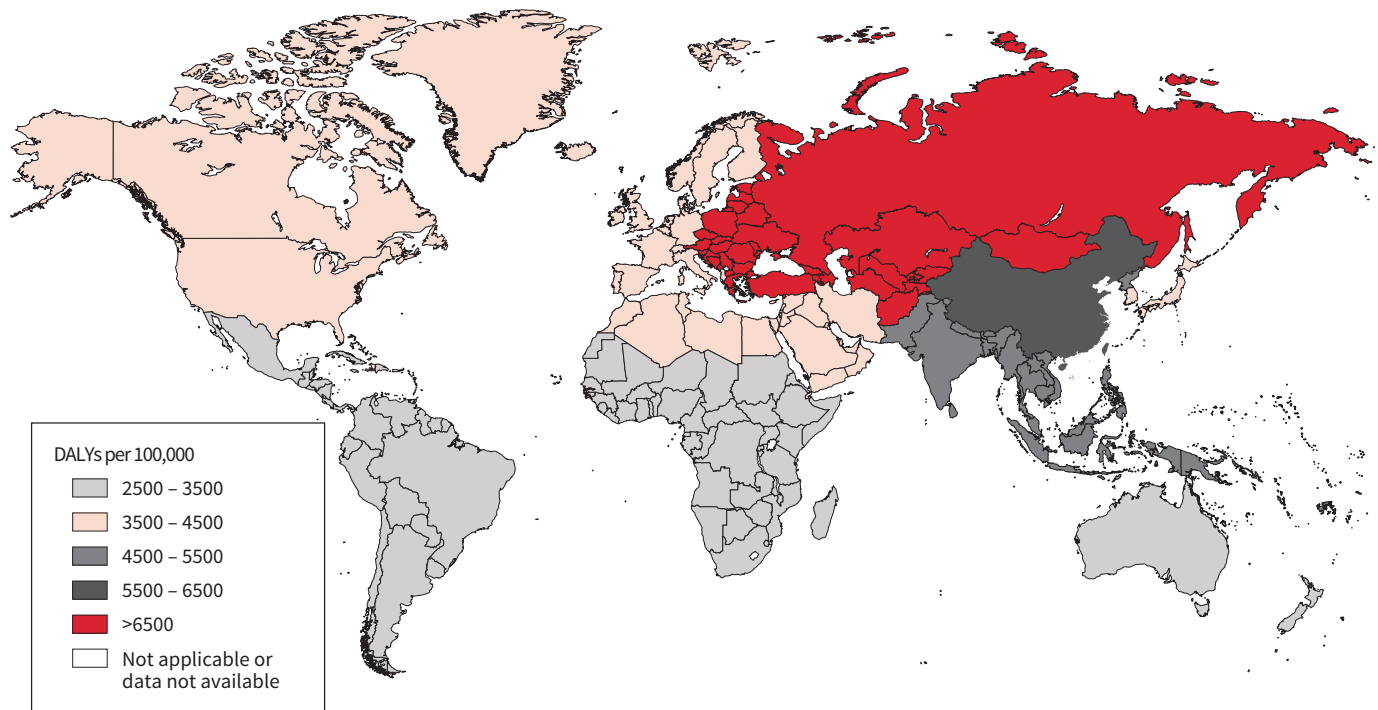 DALYs per 100,000
2500 – 3500
3500 – 4500
4500 – 5500
5500 – 6500
>6500
Not applicable or
data not available